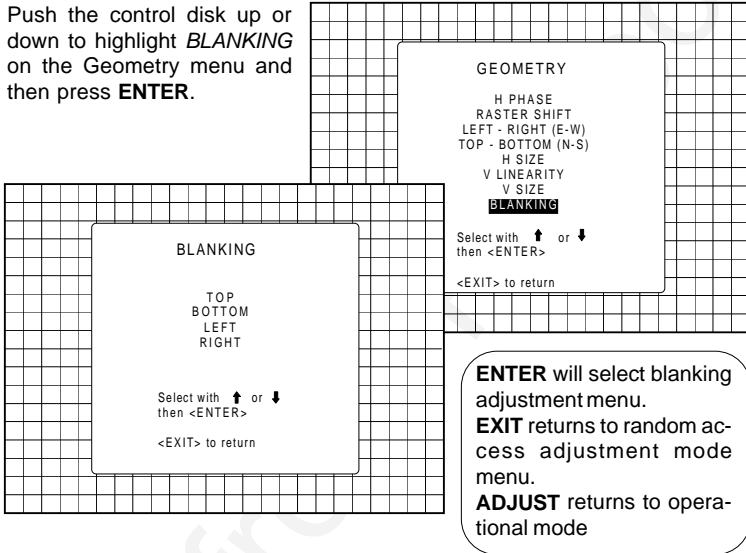 Push the control disk up or
down to highlight BLANKING
on the Geometry menu and
then press ENTER.
GEOMETRY
H PHASE
RASTER SHIFT
LEFT - RIGHT (E-W)
TOP - BOTTOM (N-S)
H SIZE
V LINEARITY
V SIZE
BLANKING
Select with ⬆ or ⬇
then <ENTER>
<EXIT> to return
BLANKING
TOP
BOTTOM
LEFT
RIGHT
Select with ⬆ or ⬇
then <ENTER>
<EXIT> to return
ENTER will select blanking
adjustment menu.
EXIT returns to random ac-
cess adjustment mode
menu.
ADJUST returns to opera-
tional mode